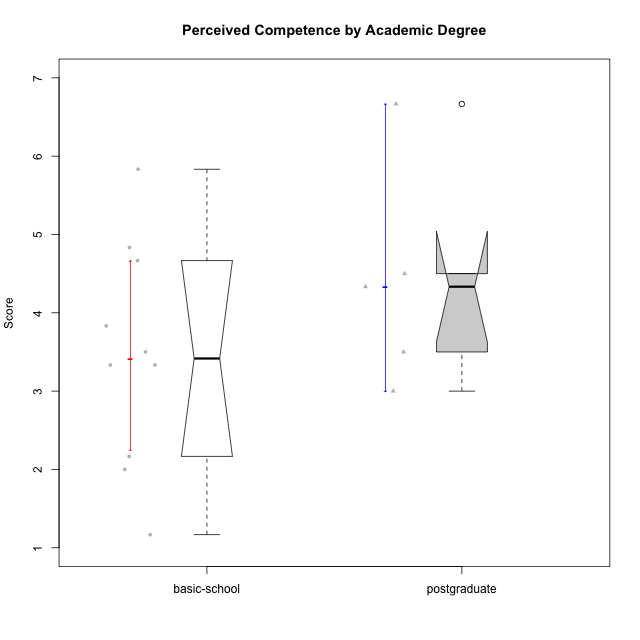 Perceived Competence by Academic Degree
7
6
5
4
3
2
1
Score
basic-school
postgraduate